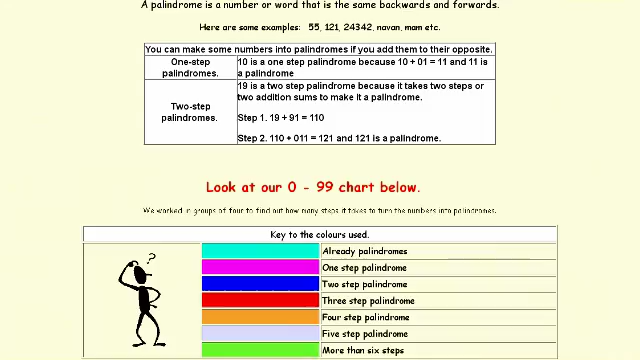 A palindrome is a number or word that is the same backwards and forwards.
Here are some examples: 55, 121, 24342, navan, mam etc.
You can make some numbers into palindromes if you add them to their opposite.
One-step
palindromes.
10 is a one step palindrome because 10 + 01 = 11 and 11 is
a palindrome
Two-step
palindromes.
19 is a two step palindrome because it takes two steps or
two addition sums to make it a palindrome.
Step 1. 19 + 91 = 110
Step 2. 110 + 011 = 121 and 121 is a palindrome.
Look at our 0 - 99 chart below.
We worked in groups of four to find out how many steps it takes to turn the numbers into palindromes.
Key to the colours used.
?
Already palindromes
One step palindrome
Two step palindrome
Three step palindrome
Four step palindrome
Five step palindrome
More than six steps